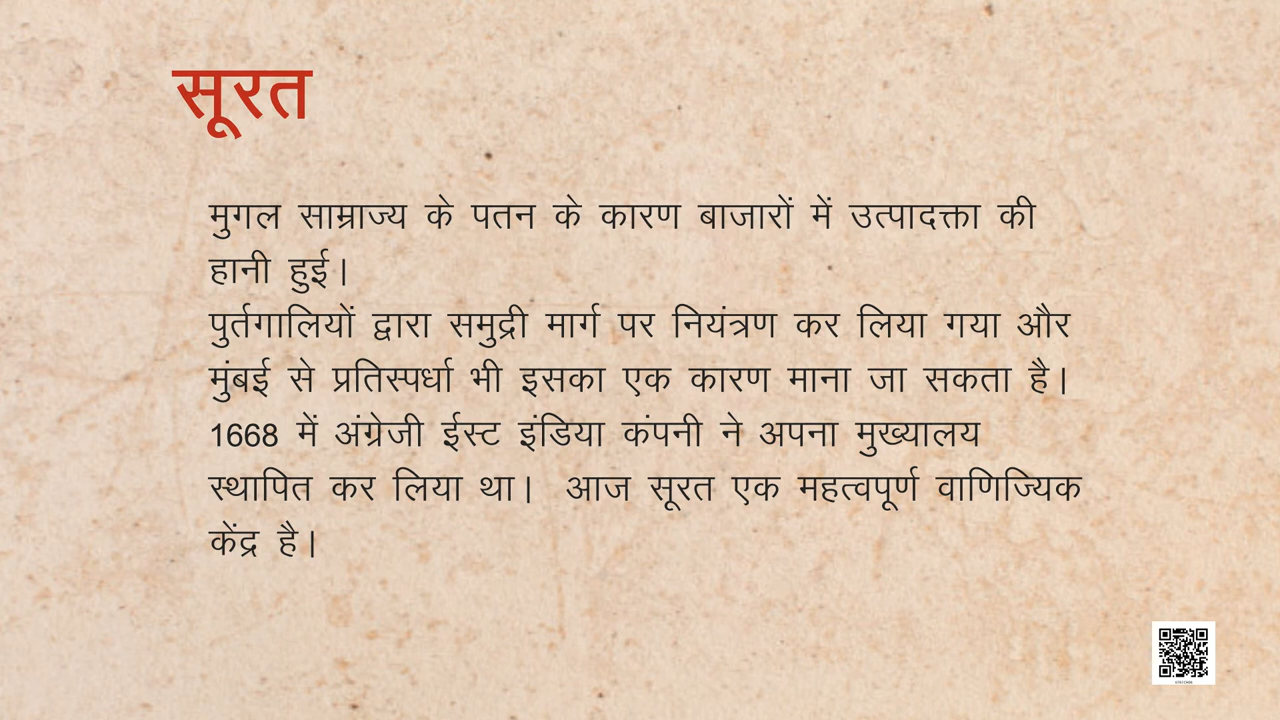 सूरत
मुगल साम्राज्य के पतन के कारण बाजारों में उत्पादक्ता की
हानी हुई।
पुर्तगालियों द्वारा समुद्री मार्ग पर नियंत्रण कर लिया गया और
मुंबई से प्रतिस्पर्धा भी इसका एक कारण माना जा सकता है।
1668 में अंग्रेजी ईस्ट इंडिया कंपनी ने अपना मुख्यालय
स्थापित कर लिया था। आज सूरत एक महत्वपूर्ण वाणिज्यिक
केंद्र है।